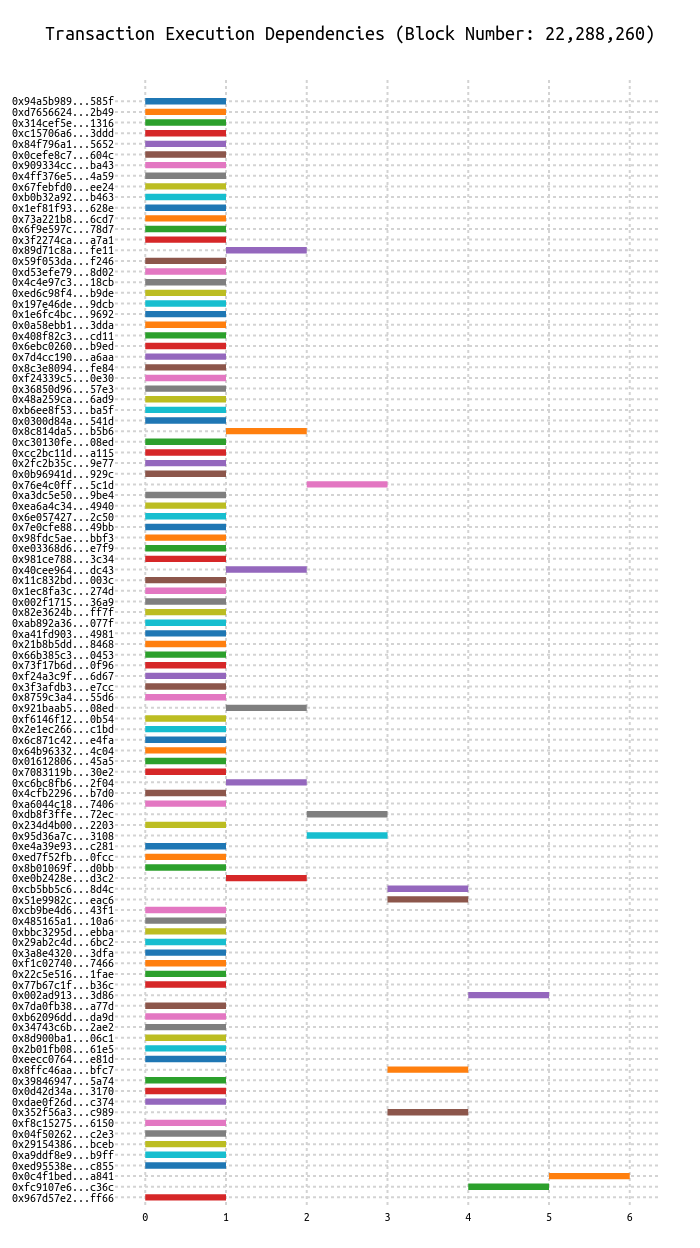 Transaction Execution Dependencies (Block Number: 22,288,260)
0x94a5b989...585f
0xd7656624...2b49
0x314cef5e...1316
0xc15706a6...3ddd
0x84f796a1...5652
0x0cefe8c7...604c
0x909334cc...ba43
0x4ff376e5...4a59
0x67febfd0...ee24
0xb0b32a92...b463
0x1ef81f93...628e
0x73a221b8...6cd7
0x6f9e597c...78d7
0x3f2274ca...a7a1
0x89d71c8a...fe11
0x59f053da...f246
0xd53efe79...8d02
0x4c4e97c3...18cb
0xed6c98f4...b9de
0x197e46de...9dcb
0x1e6fc4bc...9692
0x0a58ebb1...3dda
0x408f82c3...cd11
0x6ebc0260...b9ed
0x7d4cc190...a6aa
0x8c3e8094...fe84
0xf24339c5...0e30
0x36850d96...57e3
0x48a259ca...6ad9
0xb6ee8f53...ba5f
0x0300d84a...541d
0x8c814da5...b5b6
0xc30130fe...08ed
0xcc2bc11d...a115
0x2fc2b35c...9e77
0x0b96941d...929c
0x76e4c0ff...5c1d
0xa3dc5e50...9be4
0xea6a4c34...4940
0x6e057427...2c50
0x7e0cfe88...49bb
0x98fdc5ae...bbf3
0xe03368d6...e7f9
0x981ce788...3c34
0x40cee964...dc43
0x11c832bd...003c
0x1ec8fa3c...274d
0x002f1715...36a9
0x82e3624b...ff7f
0xab892a36...077f
0xa41fd903...4981
0x21b8b5dd...8468
0x66b385c3...0453
0x73f17b6d...0f96
0xf24a3c9f...6d67
0x3f3afdb3...e7cc
0x8759c3a4...55d6
0x921baab5...08ed
0xf6146f12...0b54
0x2e1ec266...c1bd
0x6c871c42...e4fa
0x64b96332...4c04
0x01612806...45a5
0x7083119b...30e2
0xc6bc8fb6...2f04
0x4cfb2296...b7d0
0xa6044c18...7406
0xdb8f3ffe...72ec
0x234d4b00...2203
0x95d36a7c...3108
0xe4a39e93...c281
0xed7f52fb...0fcc
0x8b01069f...d0bb
0xe0b2428e...d3c2
0xcb5bb5c6...8d4c
0x51e9982c...eac6
0xcb9be4d6...43f1
0x485165a1...10a6
0xbbc3295d...ebba
0x29ab2c4d...6bc2
0x3a8e4320...3dfa
0xf1c02740...7466
0x22c5e516...1fae
0x77b67c1f...b36c
0x002ad913...3d86
0x7da0fb38...a77d
0xb62096dd...da9d
0x34743c6b...2ae2
0x8d900ba1...06c1
0x2b01fb08...61e5
0xeecc0764...e81d
0x8ffc46aa...bfc7
0x39846947...5a74
0x0d42d34a...3170
0xdae0f26d...c374
0x352f56a3...c989
0xf8c15275...6150
0x04f50262...c2e3
0x29154386...bceb
0xa9ddf8e9...b9ff
0xed95538e...c855
0x0c4f1bed...a841
0xfc9107e6...c36c
0x967d57e2...ff66
0 1 2 3 4 5 6